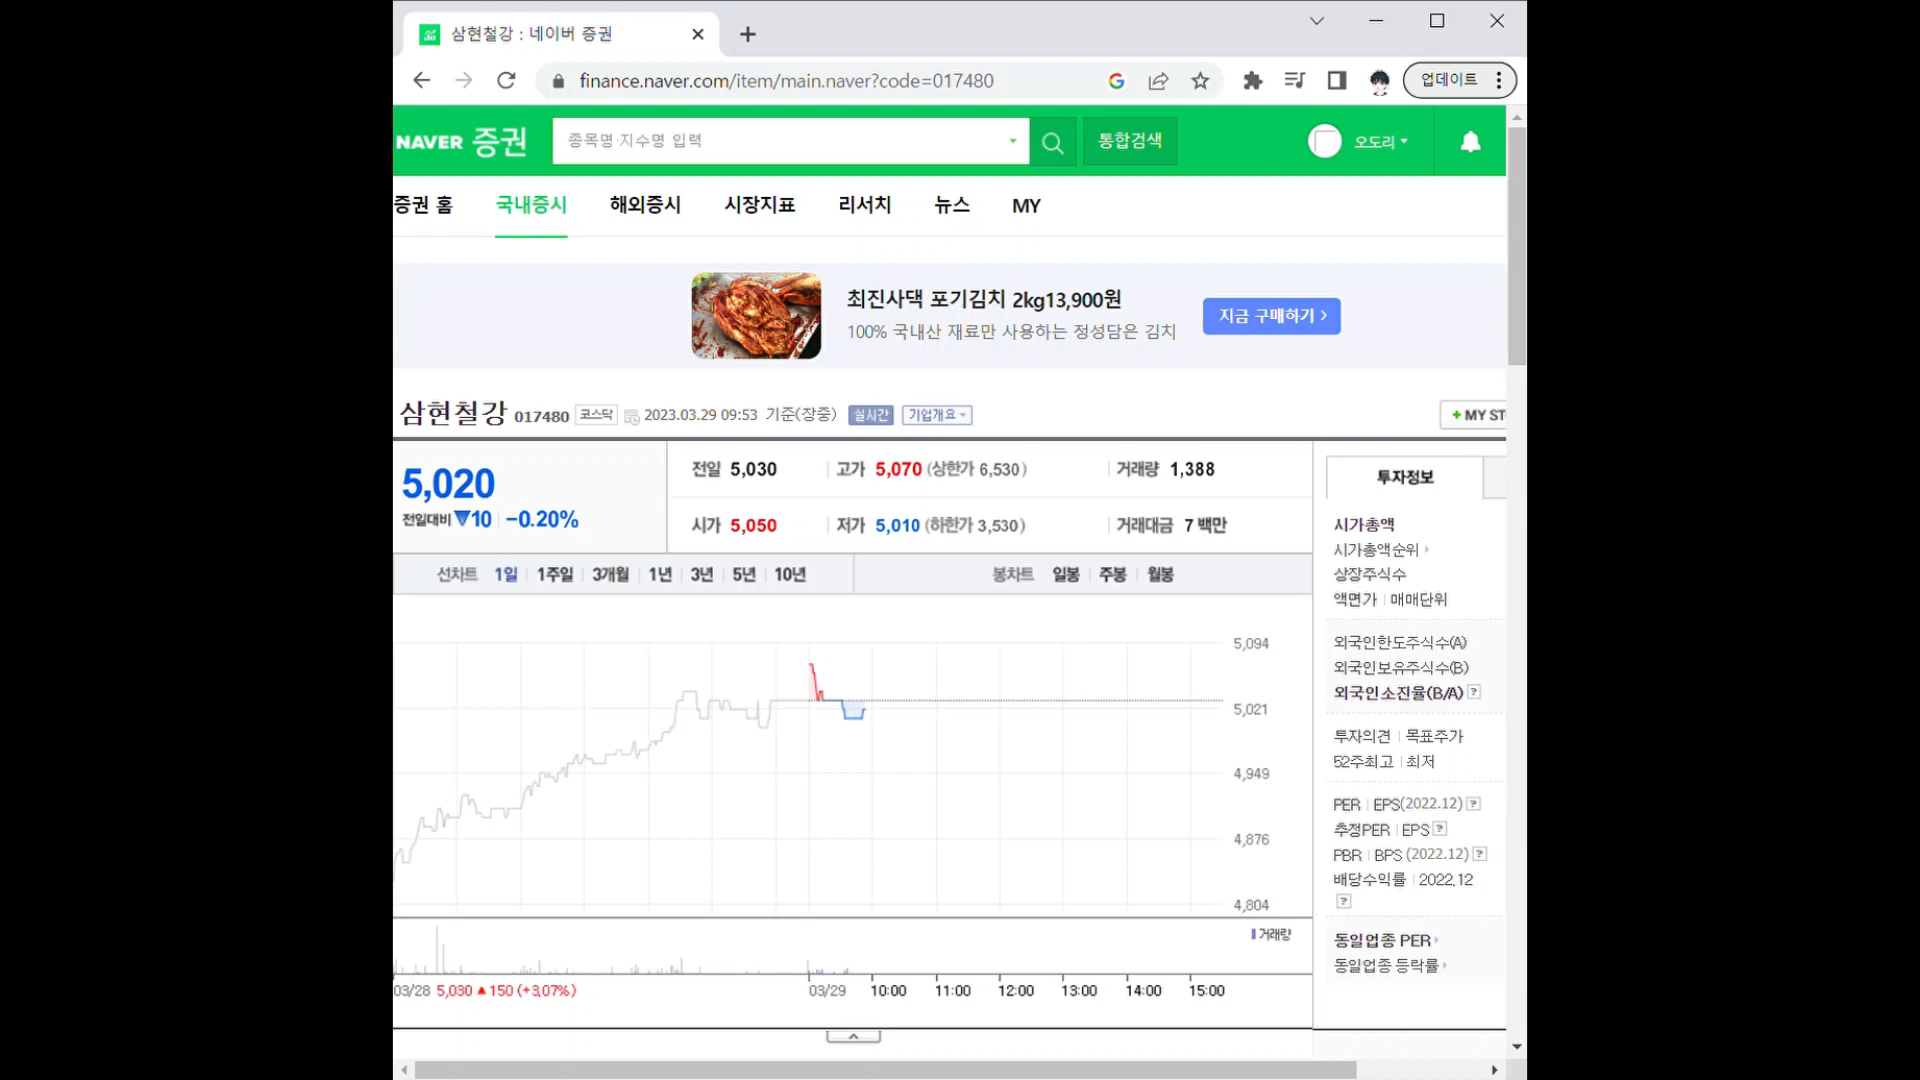 삼현철강 : 네이버 증권
finance.naver.com/item/main.naver?code=017480
업데이트
NAVER 증권
종목명·지수명 입력
통합검색
오도리
증권 홈 국내증시 해외증시 시장지표 리서치 뉴스 MY
최진사댁 포기김치 2kg13,900원
100% 국내산 재료만 사용하는 정성담은 김치
지금 구매하기 >
삼현철강 017480 코스닥 2023.03.29 09:53 기준(장중) 실시간 기업개요
+ MY ST
5,020
전일대비 ▼10 | -0.20%
전일 5,030 | 고가 5,070 (상한가 6,530) | 거래량 1,388
시가 5,050 | 저가 5,010 (하한가 3,530) | 거래대금 7 백만
선차트 1일 | 1주일 | 3개월 | 1년 | 3년 | 5년 | 10년
봉차트 일봉 | 주봉 | 월봉
5,094
5,021
4,949
4,876
4,804
거래량
03/28 5,030 ▲150 (+3,07%)
03/29 10:00 11:00 12:00 13:00 14:00 15:00
투자정보
시가총액
시가총액순위
상장주식수
액면가 | 매매단위
외국인한도주식수(A)
외국인보유주식수(B)
외국인소진율(B/A) ?
투자의견 | 목표주가
52주최고 | 최저
PER | EPS(2022.12) ?
추정PER | EPS ?
PBR | BPS (2022.12) ?
배당수익률 | 2022.12
?
동일업종 PER
동일업종 등락률